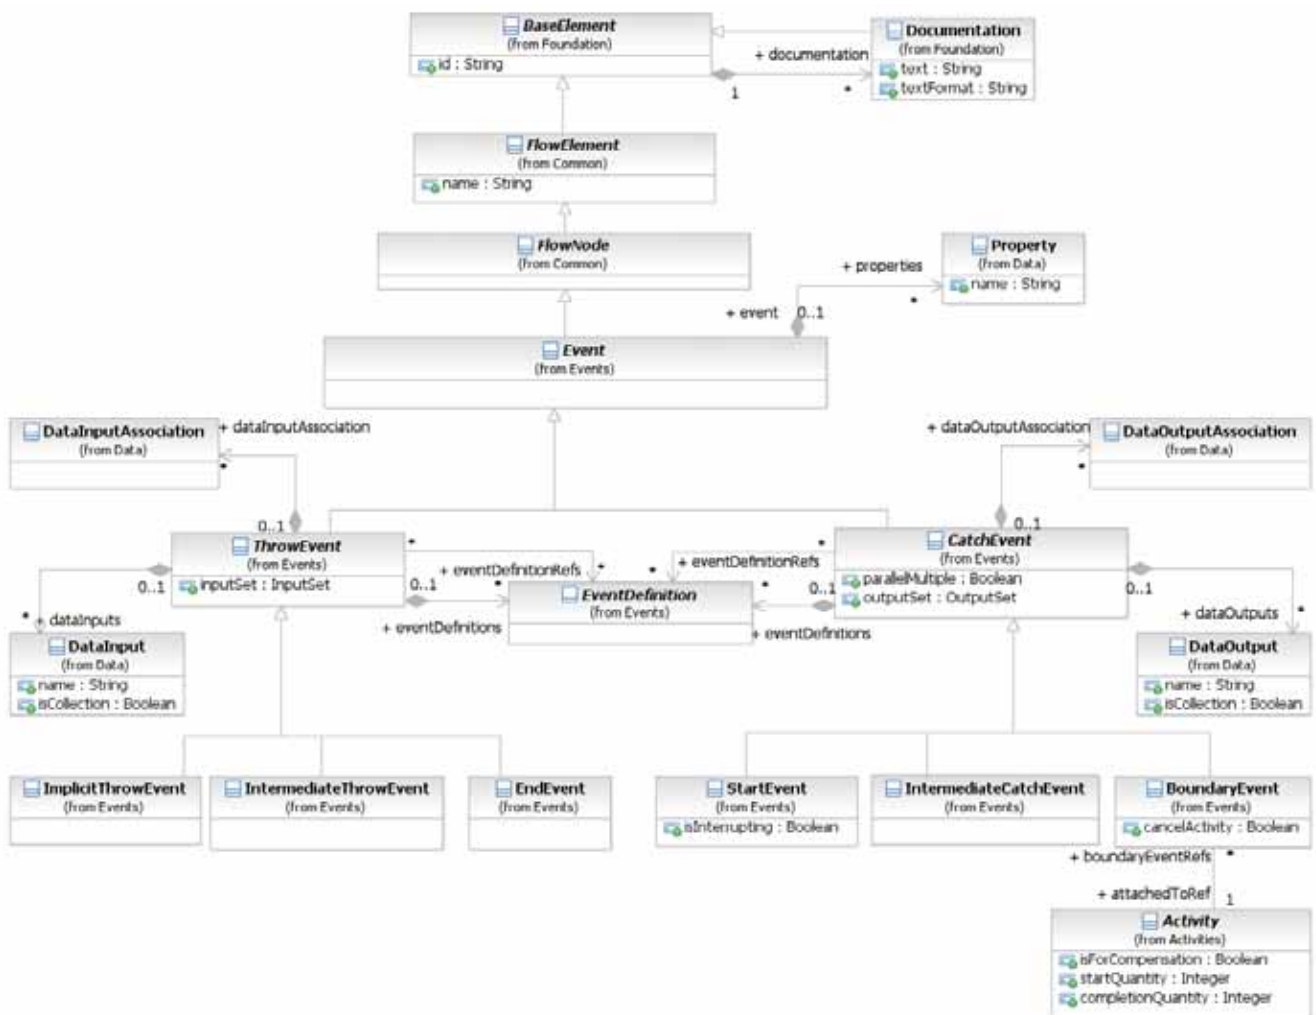 BaseElement
(from Foundation)
id : String
Documentation
(from Foundation)
text : String
textFormat : String
+ documentation
1
*
FlowElement
(from Common)
name : String
FlowNode
(from Common)
Property
(from Data)
name : String
+ properties
*
+ event
0..1
Event
(from Events)
DataInputAssociation
(from Data)
+ dataInputAssociation
*
0..1
+ dataOutputAssociation
*
DataOutputAssociation
(from Data)
0..1
ThrowEvent
(from Events)
inputSet : InputSet
*
+ eventDefinitionRefs
*
0..1
*
+ eventDefinitions
EventDefinition
(from Events)
*
+ eventDefinitionRefs
*
*
0..1
+ eventDefinitions
CatchEvent
(from Events)
parallelMultiple : Boolean
outputSet : OutputSet
0..1
* + dataInputs
DataInput
(from Data)
name : String
isCollection : Boolean
0..1
+ dataOutputs
*
DataOutput
(from Data)
name : String
isCollection : Boolean
ImplicitThrowEvent
(from Events)
IntermediateThrowEvent
(from Events)
EndEvent
(from Events)
StartEvent
(from Events)
isInterrupting : Boolean
IntermediateCatchEvent
(from Events)
BoundaryEvent
(from Events)
cancelActivity : Boolean
+ boundaryEventRefs
*
+ attachedToRef
1
Activity
(from Activities)
isForCompensation : Boolean
startQuantity : Integer
completionQuantity : Integer